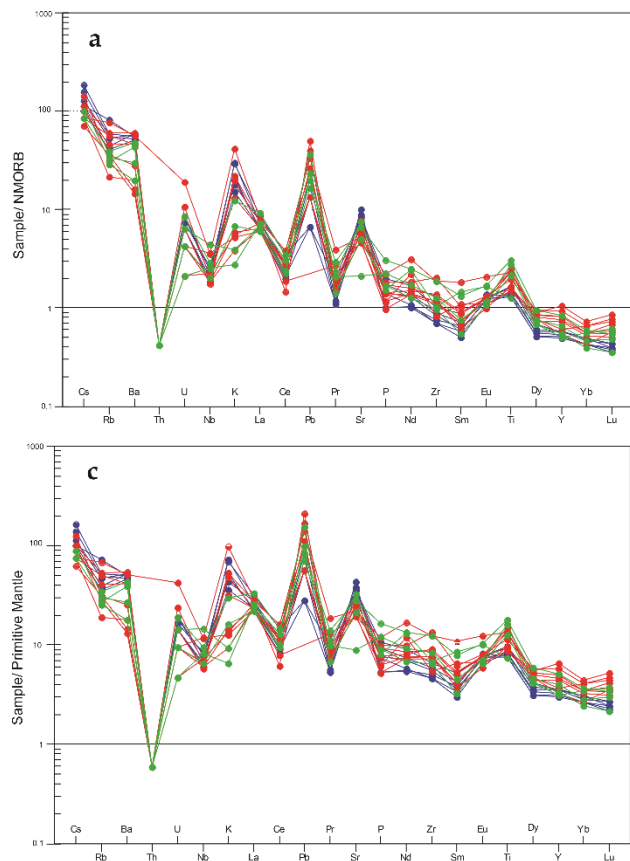 a
1000
100
10
1
0.1
Sample/ NMORB
Cs Ba U K Ce Pr P Zr Eu Dy Yb
Rb Th Nb La Pb Sr Nd Sm Ti Y Lu
c
1000
100
10
1
0.1
Sample/ Primitive Mantle
Cs Ba U K Ce Pr P Zr Eu Dy Yb
Rb Th Nb La Pb Sr Nd Sm Ti Y Lu